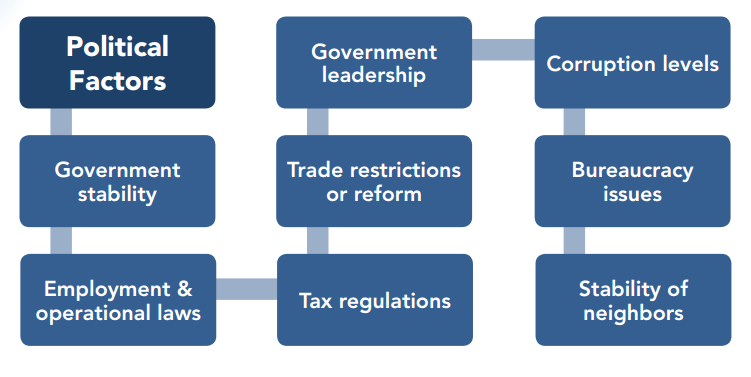 Political
Factors
Government
stability
Employment &
operational laws
Tax regulations
Trade restrictions
or reform
Government
leadership
Corruption levels
Bureaucracy
issues
Stability of
neighbors